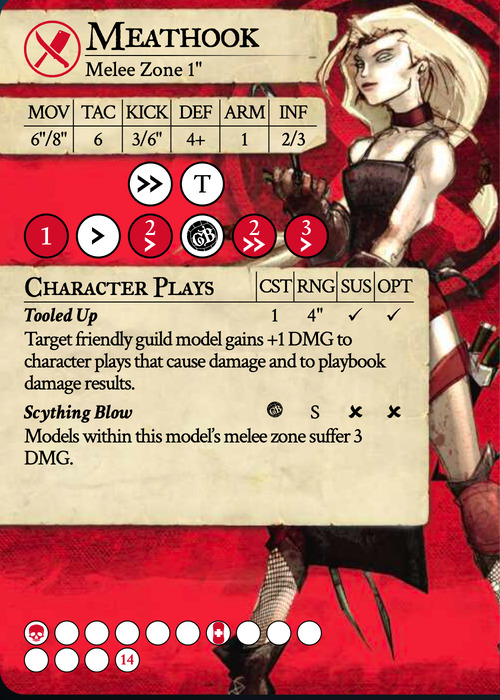 MEATHOOK
Melee Zone 1"
MOV TAC KICK DEF ARM INF
6"/8" 6 3/6" 4+ 1 2/3
>> T
1 > 2 > GB 2 >> 3 >
CHARACTER PLAYS CST RNG SUS OPT
Tooled Up 1 4" ✓ ✓
Target friendly guild model gains +1 DMG to
character plays that cause damage and to playbook
damage results.
Scything Blow GB S ✘ ✘
Models within this model's melee zone suffer 3
DMG.
14